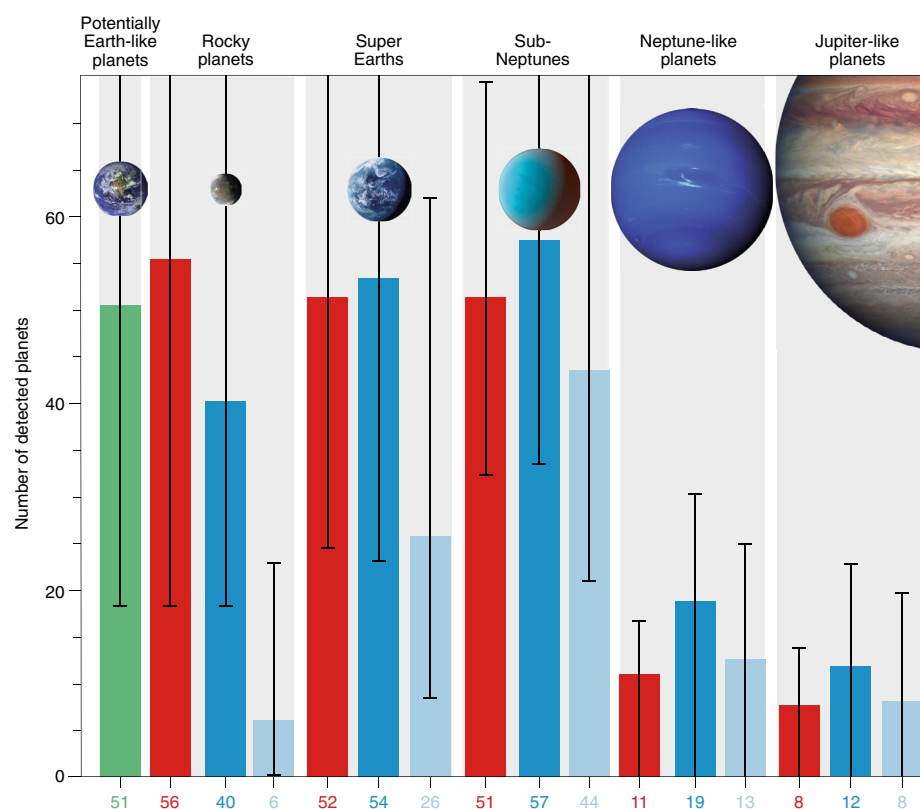 Potentially
Earth-like
planets
Rocky
planets
Super
Earths
Sub-
Neptunes
Neptune-like
planets
Jupiter-like
planets
Number of detected planets
60
40
20
0
51 56 40 6 52 54 26 51 57 44 11 19 13 8 12 8